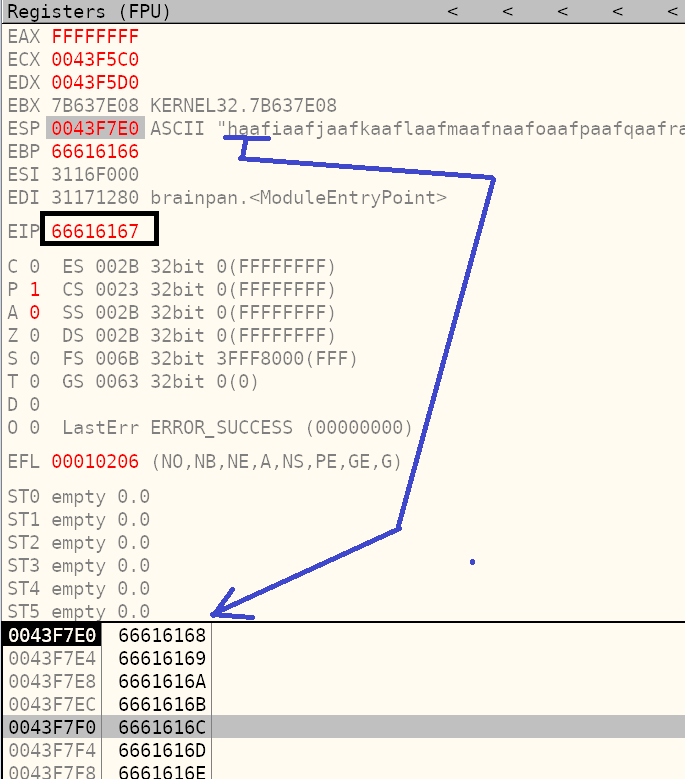 Registers (FPU) < < < < <
EAX FFFFFFFF
ECX 0043F5C0
EDX 0043F5D0
EBX 7B637E08 KERNEL32.7B637E08
ESP 0043F7E0 ASCII "haafiaafjaafkaaflaafmaafnaafoaafpaafqaafra
EBP 66616166
ESI 3116F000
EDI 31171280 brainpan.<ModuleEntryPoint>
EIP 66616167
C 0 ES 002B 32bit 0(FFFFFFFF)
P 1 CS 0023 32bit 0(FFFFFFFF)
A 0 SS 002B 32bit 0(FFFFFFFF)
Z 0 DS 002B 32bit 0(FFFFFFFF)
S 0 FS 006B 32bit 3FFF8000(FFF)
T 0 GS 0063 32bit 0(0)
D 0
O 0 LastErr ERROR_SUCCESS (00000000)
EFL 00010206 (NO,NB,NE,A,NS,PE,GE,G)
ST0 empty 0.0
ST1 empty 0.0
ST2 empty 0.0
ST3 empty 0.0
ST4 empty 0.0
ST5 empty 0.0
0043F7E0 66616168
0043F7E4 66616169
0043F7E8 6661616A
0043F7EC 6661616B
0043F7F0 6661616C
0043F7F4 6661616D
0043F7F8 6661616E